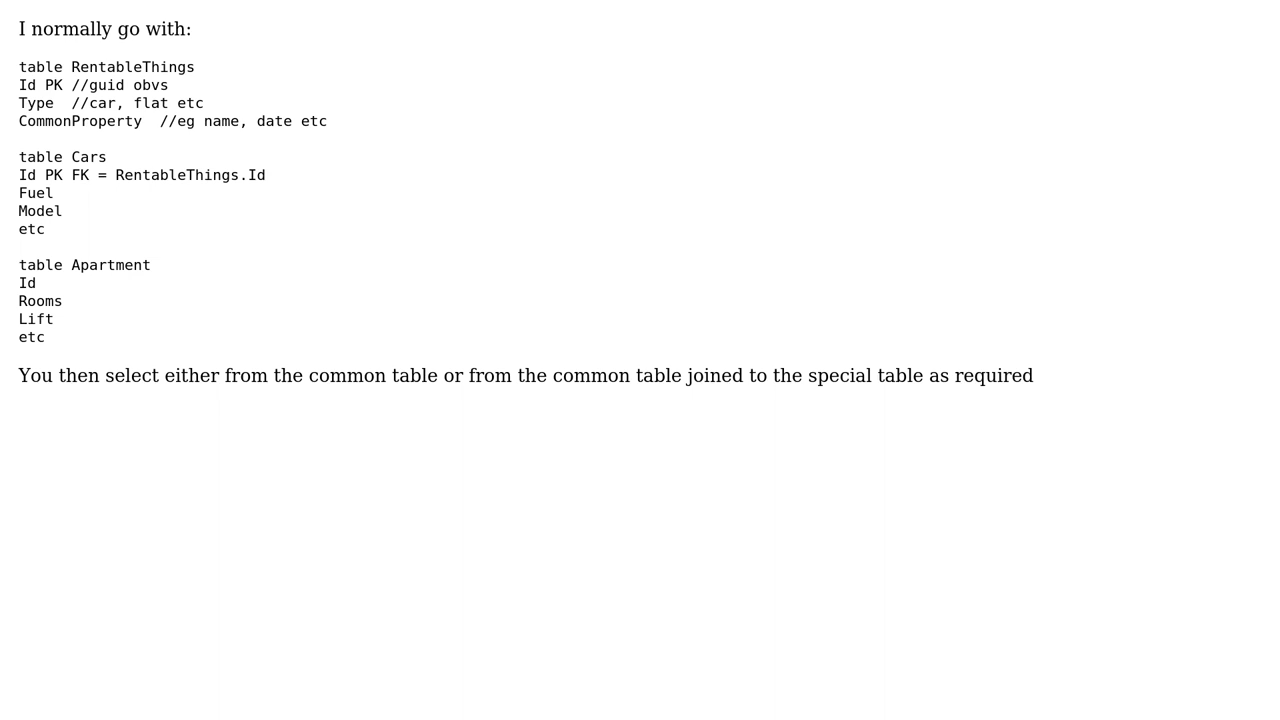 I normally go with:
table RentableThings
Id PK //guid obvs
Type  //car, flat etc
CommonProperty  //eg name, date etc
table Cars
Id PK FK = RentableThings.Id
Fuel
Model
etc
table Apartment
Id
Rooms
Lift
etc
You then select either from the common table or from the common table joined to the special table as required